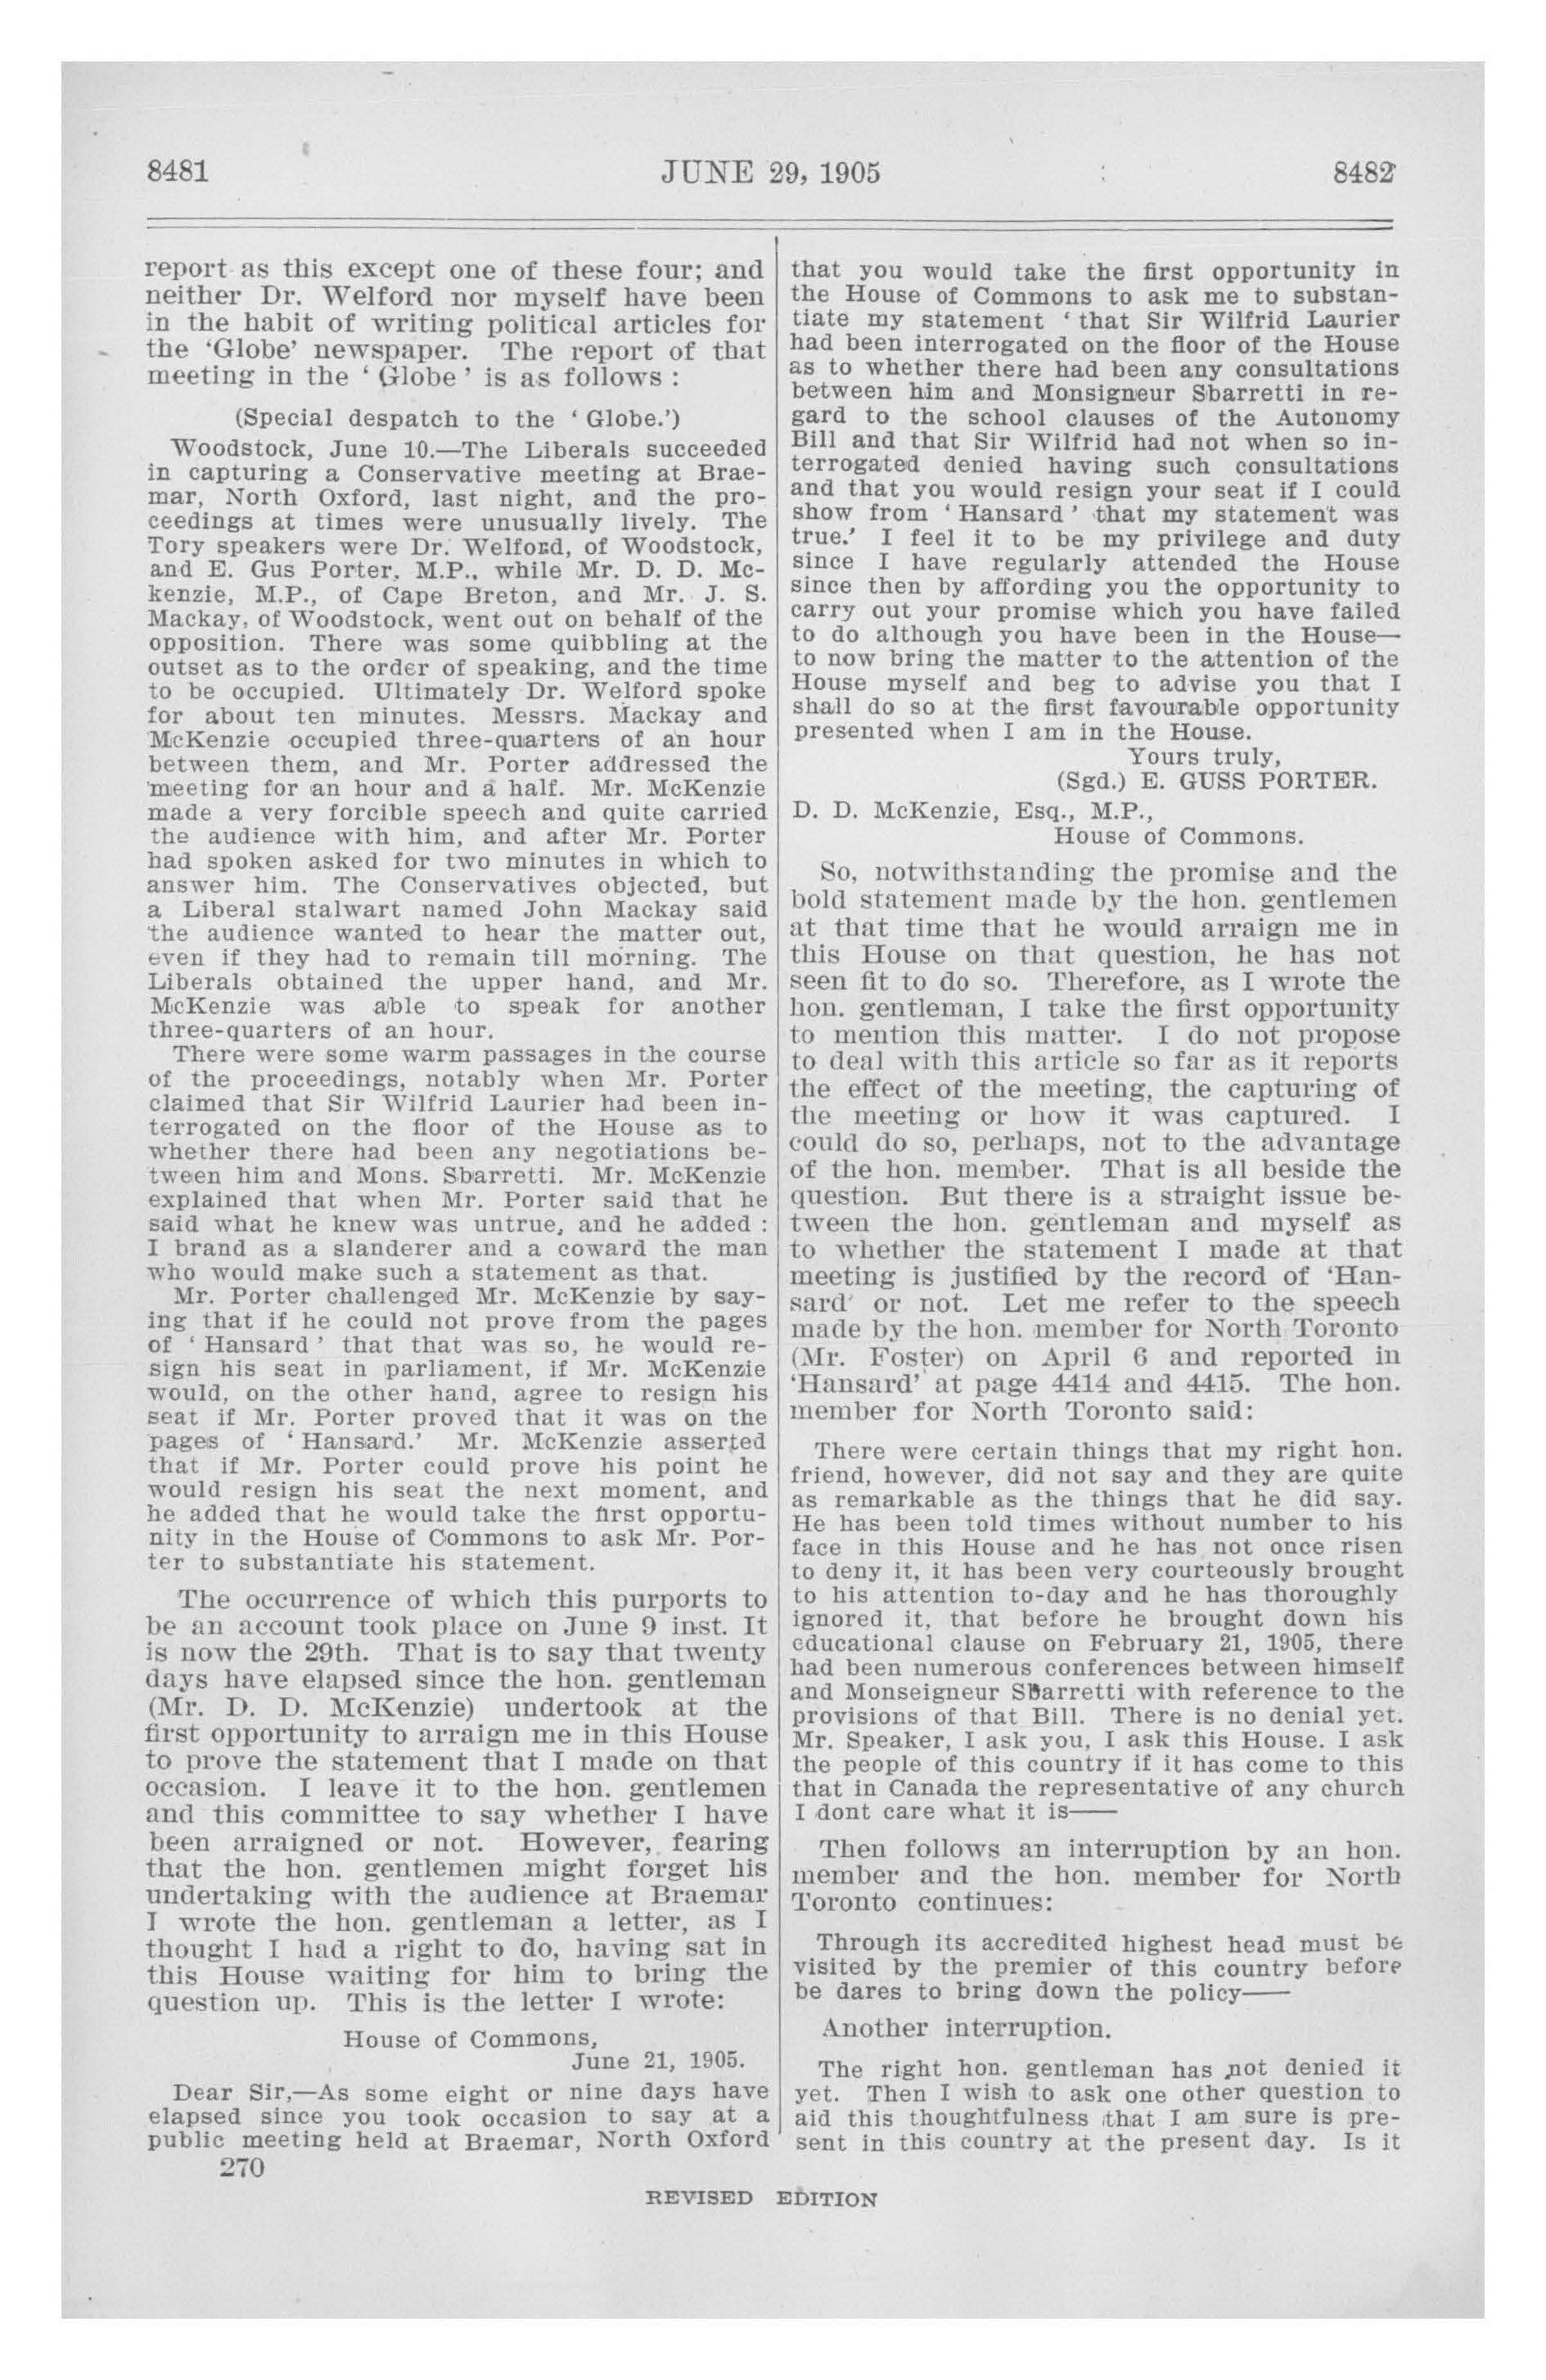 8481
JUNE 29, 1905
8482
report as this except one of these four; and
neither Dr. Welford nor myself have been
in the habit of writing political articles for
the 'Globe' newspaper. The report of that
meeting in the ' Globe ' is as follows :
(Special despatch to the ' Globe.')
Woodstock, June 10.—The Liberals succeeded
in capturing a Conservative meeting at Brae-
mar, North Oxford, last night, and the pro-
ceedings at times were unusually lively. The
Tory speakers were Dr. Welford, of Woodstock,
and E. Gus Porter, M.P., while Mr. D. D. Mc-
kenzie, M.P., of Cape Breton, and Mr. J. S.
Mackay, of Woodstock, went out on behalf of the
opposition. There was some quibbling at the
outset as to the order of speaking, and the time
to be occupied. Ultimately Dr. Welford spoke
for about ten minutes. Messrs. Mackay and
McKenzie occupied three-quarters of an hour
between them, and Mr. Porter addressed the
meeting for an hour and a half. Mr. McKenzie
made a very forcible speech and quite carried
the audience with him, and after Mr. Porter
had spoken asked for two minutes in which to
answer him. The Conservatives objected, but
a Liberal stalwart named John Mackay said
the audience wanted to hear the matter out,
even if they had to remain till morning. The
Liberals obtained the upper hand, and Mr.
McKenzie was able to speak for another
three-quarters of an hour.
There were some warm passages in the course
of the proceedings, notably when Mr. Porter
claimed that Sir Wilfrid Laurier had been in-
terrogated on the floor of the House as to
whether there had been any negotiations be-
tween him and Mons. Sbarretti. Mr. McKenzie
explained that when Mr. Porter said that he
said what he knew was untrue, and he added :
I brand as a slanderer and a coward the man
who would make such a statement as that.
Mr. Porter challenged Mr. McKenzie by say-
ing that if he could not prove from the pages
of ' Hansard ' that that was so, he would re-
sign his seat in parliament, if Mr. McKenzie
would, on the other hand, agree to resign his
seat if Mr. Porter proved that it was on the
pages of ' Hansard.' Mr. McKenzie asserted
that if Mr. Porter could prove his point he
would resign his seat the next moment, and
he added that he would take the first opportu-
nity in the House of Commons to ask Mr. Por-
ter to substantiate his statement.
The occurrence of which this purports to
be an account took place on June 9 inst. It
is now the 29th. That is to say that twenty
days have elapsed since the hon. gentleman
(Mr. D. D. McKenzie) undertook at the
first opportunity to arraign me in this House
to prove the statement that I made on that
occasion. I leave it to the hon. gentlemen
and this committee to say whether I have
been arraigned or not. However, fearing
that the hon. gentlemen might forget his
undertaking with the audience at Braemar
I wrote the hon. gentleman a letter, as I
thought I had a right to do, having sat in
this House waiting for him to bring the
question up. This is the letter I wrote:
House of Commons,
June 21, 1905.
Dear Sir,—As some eight or nine days have
elapsed since you took occasion to say at a
public meeting held at Braemar, North Oxford
270
that you would take the first opportunity in
the House of Commons to ask me to substan-
tiate my statement ' that Sir Wilfrid Laurier
had been interrogated on the floor of the House
as to whether there had been any consultations
between him and Monsigneur Sbarretti in re-
gard to the school clauses of the Autonomy
Bill and that Sir Wilfrid had not when so in-
terrogated denied having such consultations
and that you would resign your seat if I could
show from ' Hansard ' that my statement was
true.' I feel it to be my privilege and duty
since I have regularly attended the House
since then by affording you the opportunity to
carry out your promise which you have failed
to do although you have been in the House—
to now bring the matter to the attention of the
House myself and beg to advise you that I
shall do so at the first favourable opportunity
presented when I am in the House.
Yours truly,
(Sgd.) E. GUSS PORTER.
D. D. McKenzie, Esq., M.P.,
House of Commons.
So, notwithstanding the promise and the
bold statement made by the hon. gentlemen
at that time that he would arraign me in
this House on that question, he has not
seen fit to do so. Therefore, as I wrote the
hon. gentleman, I take the first opportunity
to mention this matter. I do not propose
to deal with this article so far as it reports
the effect of the meeting, the capturing of
the meeting or how it was captured. I
could do so, perhaps, not to the advantage
of the hon. member. That is all beside the
question. But there is a straight issue be-
tween the hon. gentleman and myself as
to whether the statement I made at that
meeting is justified by the record of 'Han-
sard' or not. Let me refer to the speech
made by the hon. member for North Toronto
(Mr. Foster) on April 6 and reported in
'Hansard' at page 4414 and 4415. The hon.
member for North Toronto said:
There were certain things that my right hon.
friend, however, did not say and they are quite
as remarkable as the things that he did say.
He has been told times without number to his
face in this House and he has not once risen
to deny it, it has been very courteously brought
to his attention to-day and he has thoroughly
ignored it, that before he brought down his
educational clause on February 21, 1905, there
had been numerous conferences between himself
and Monseigneur Sbarretti with reference to the
provisions of that Bill. There is no denial yet.
Mr. Speaker, I ask you, I ask this House. I ask
the people of this country if it has come to this
that in Canada the representative of any church
I dont care what it is——
Then follows an interruption by an hon.
member and the hon. member for North
Toronto continues:
Through its accredited highest head must be
visited by the premier of this country before
be dares to bring down the policy——
Another interruption.
The right hon. gentleman has not denied it
yet. Then I wish to ask one other question to
aid this thoughtfulness that I am sure is pre-
sent in this country at the present day. Is it
REVISED EDITION